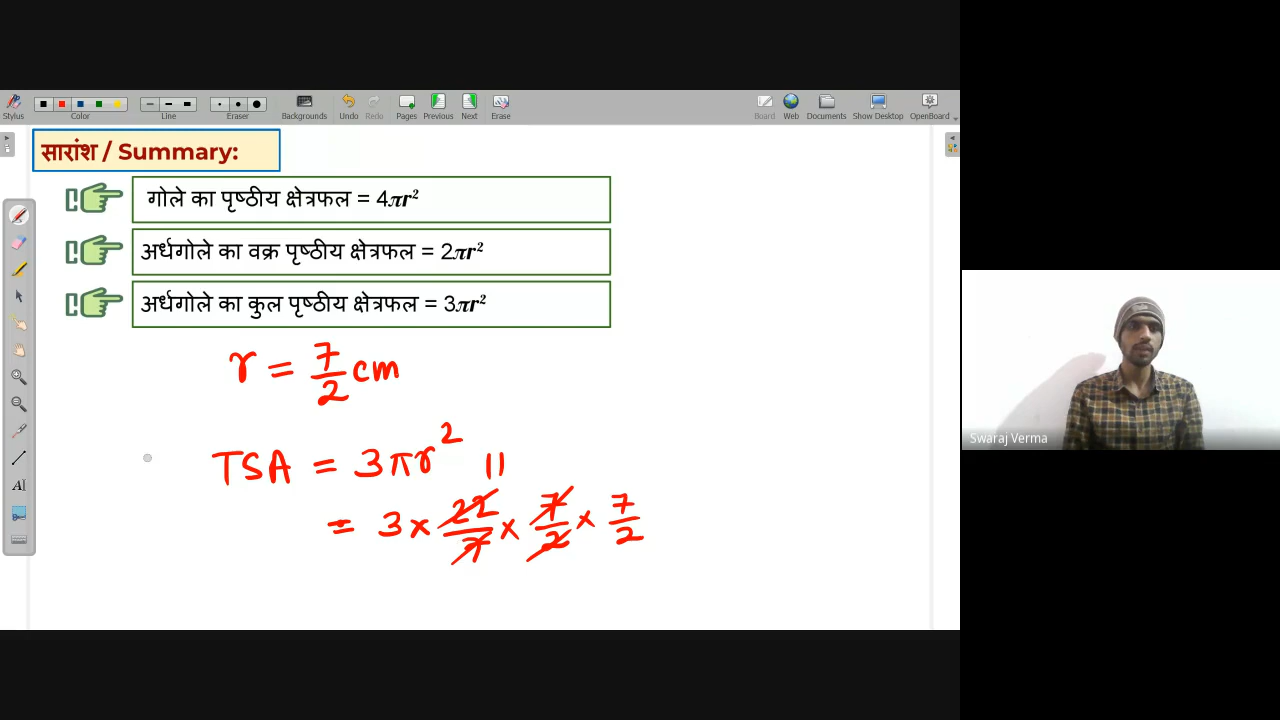 Stylus Color Line Eraser Backgrounds Undo Redo Pages Previous Next Erase Board Web Documents Show Desktop OpenBoard
सारांश / Summary:
गोले का पृष्ठीय क्षेत्रफल = 4πr²
अर्धगोले का वक्र पृष्ठीय क्षेत्रफल = 2πr²
अर्धगोले का कुल पृष्ठीय क्षेत्रफल = 3πr²
r = 7/2 cm
TSA = 3πr² 11
= 3 × 22/7 × 7/2 × 7/2
Swaraj Verma